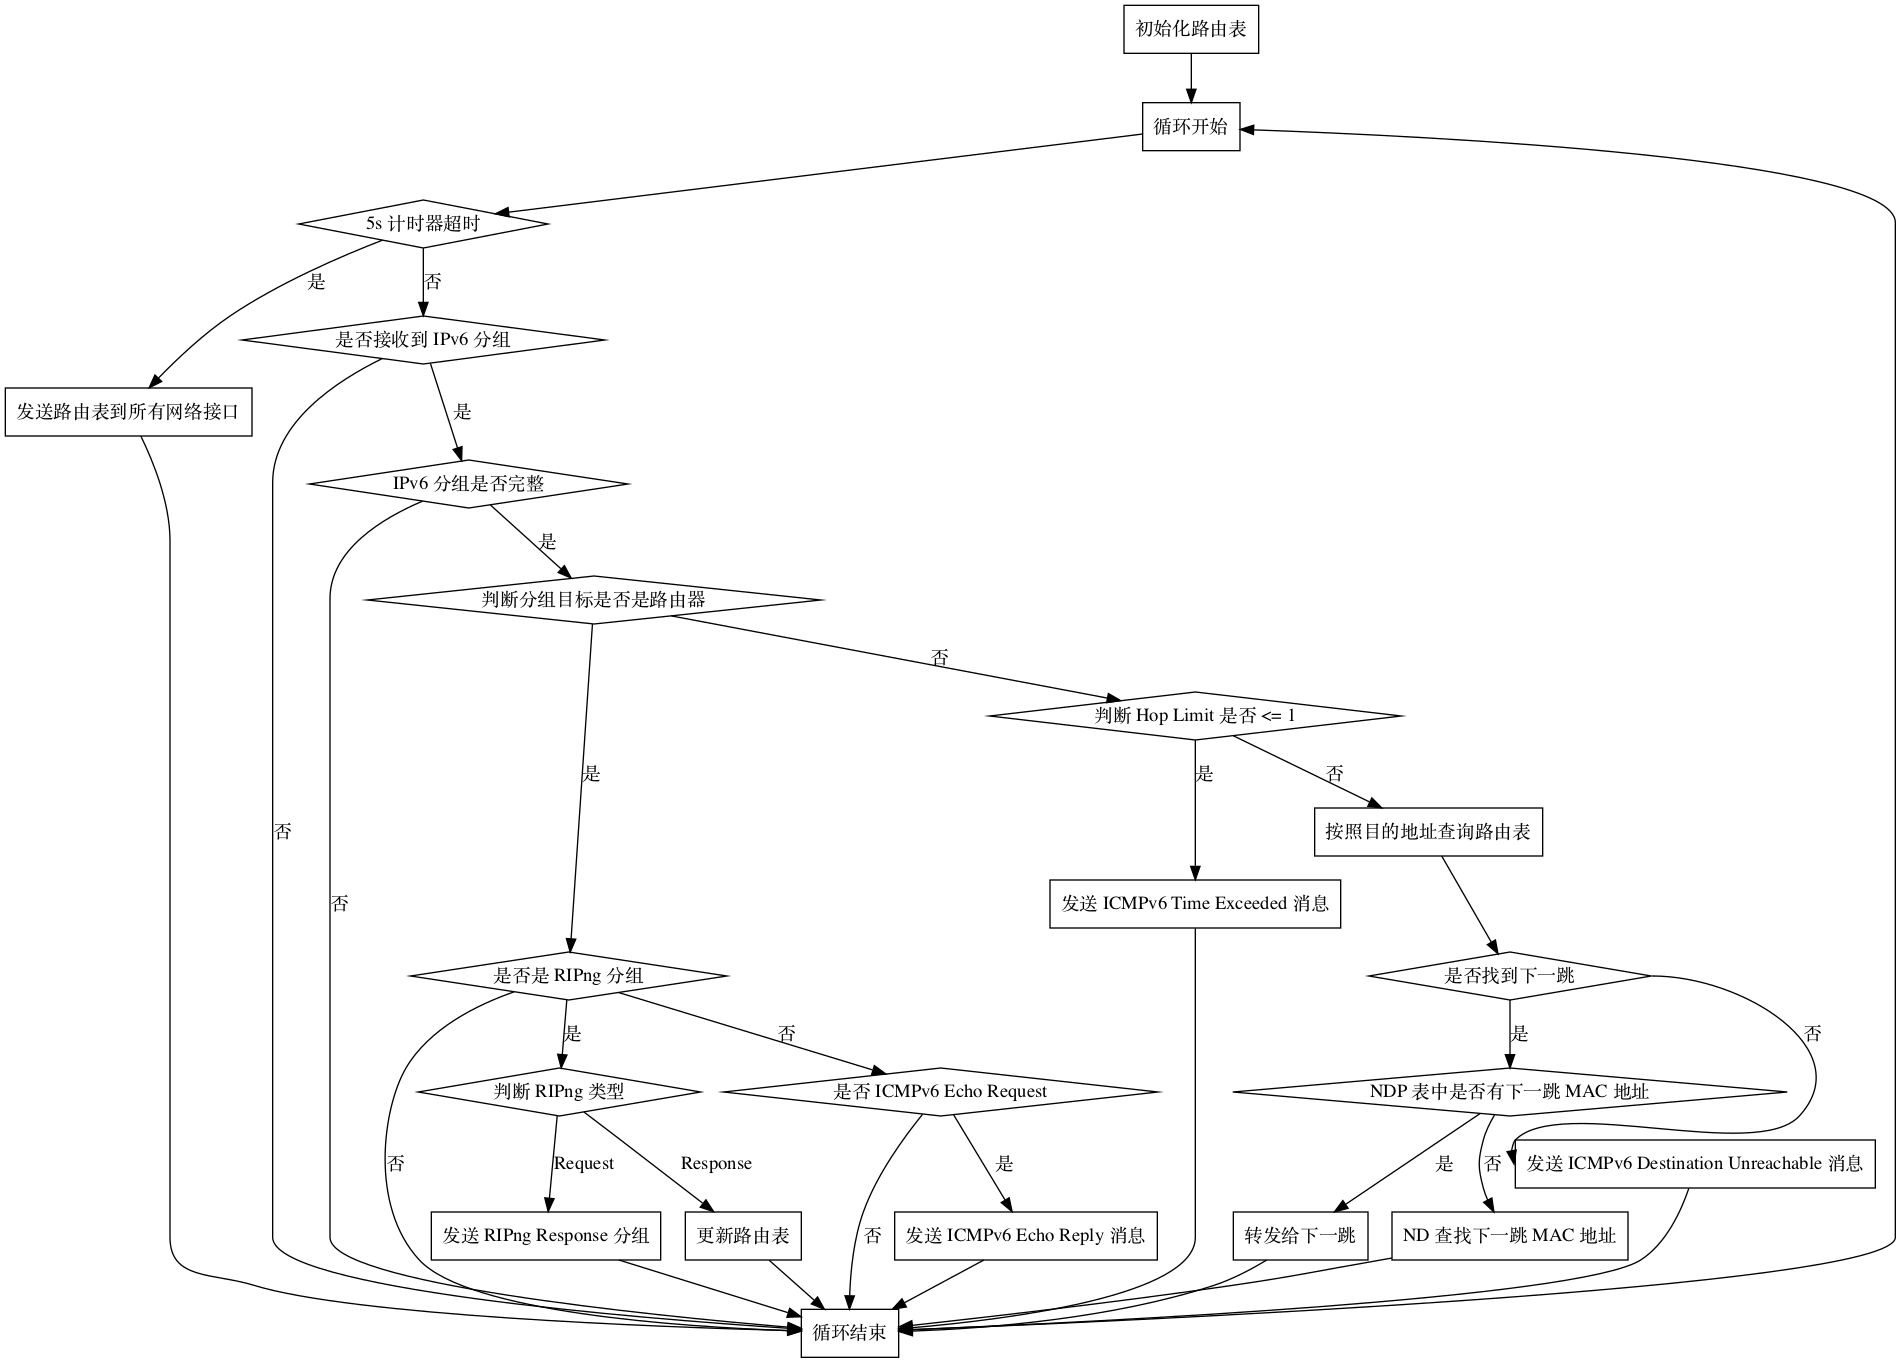 初始化路由表
循环开始
5s 计时器超时
是
否
是否接收到 IPv6 分组
发送路由表到所有网络接口
是
IPv6 分组是否完整
是
判断分组目标是否是路由器
否
判断 Hop Limit 是否 <= 1
是
是
否
否
按照目的地址查询路由表
否
发送 ICMPv6 Time Exceeded 消息
是否是 RIPng 分组
是否找到下一跳
是
否
是
否
判断 RIPng 类型
是否 ICMPv6 Echo Request
NDP 表中是否有下一跳 MAC 地址
否
Request
Response
是
是
否
发送 ICMPv6 Destination Unreachable 消息
发送 RIPng Response 分组
更新路由表
否
发送 ICMPv6 Echo Reply 消息
转发给下一跳
ND 查找下一跳 MAC 地址
循环结束